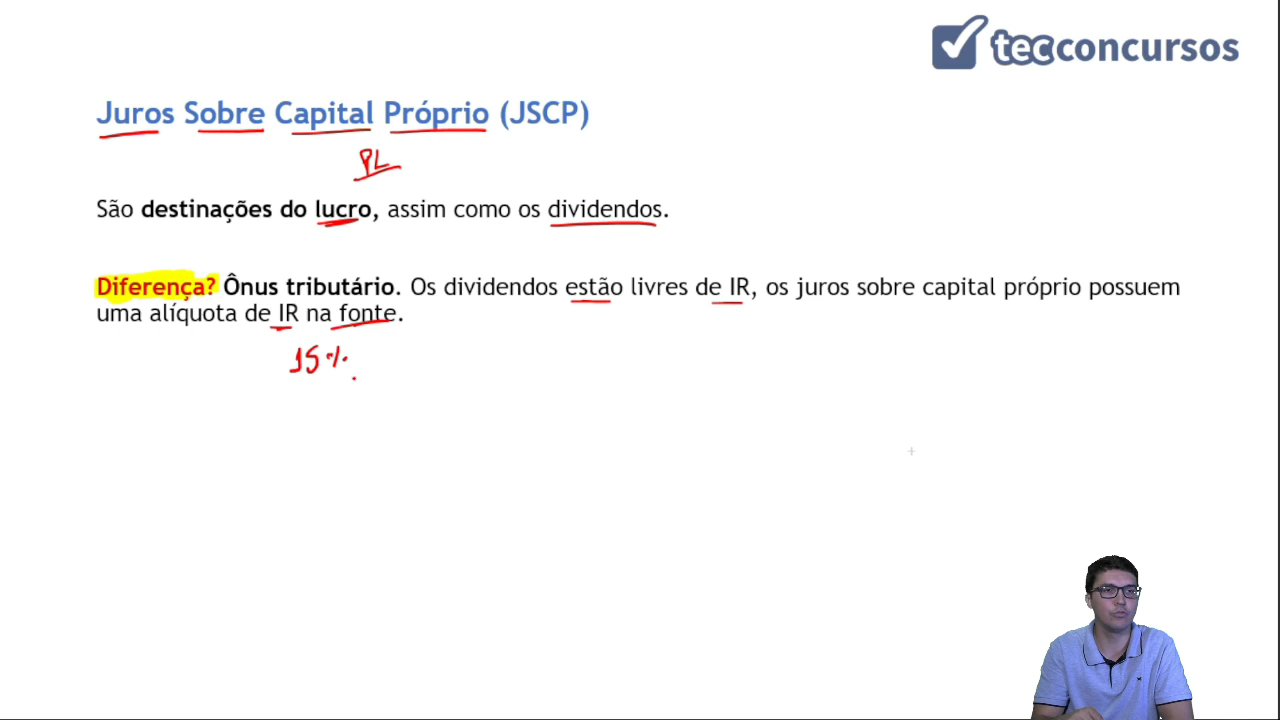 tecconcursos
Juros Sobre Capital Próprio (JSCP)
PL
São destinações do lucro, assim como os dividendos.
Diferença? Ônus tributário. Os dividendos estão livres de IR, os juros sobre capital próprio possuem
uma alíquota de IR na fonte.
15%